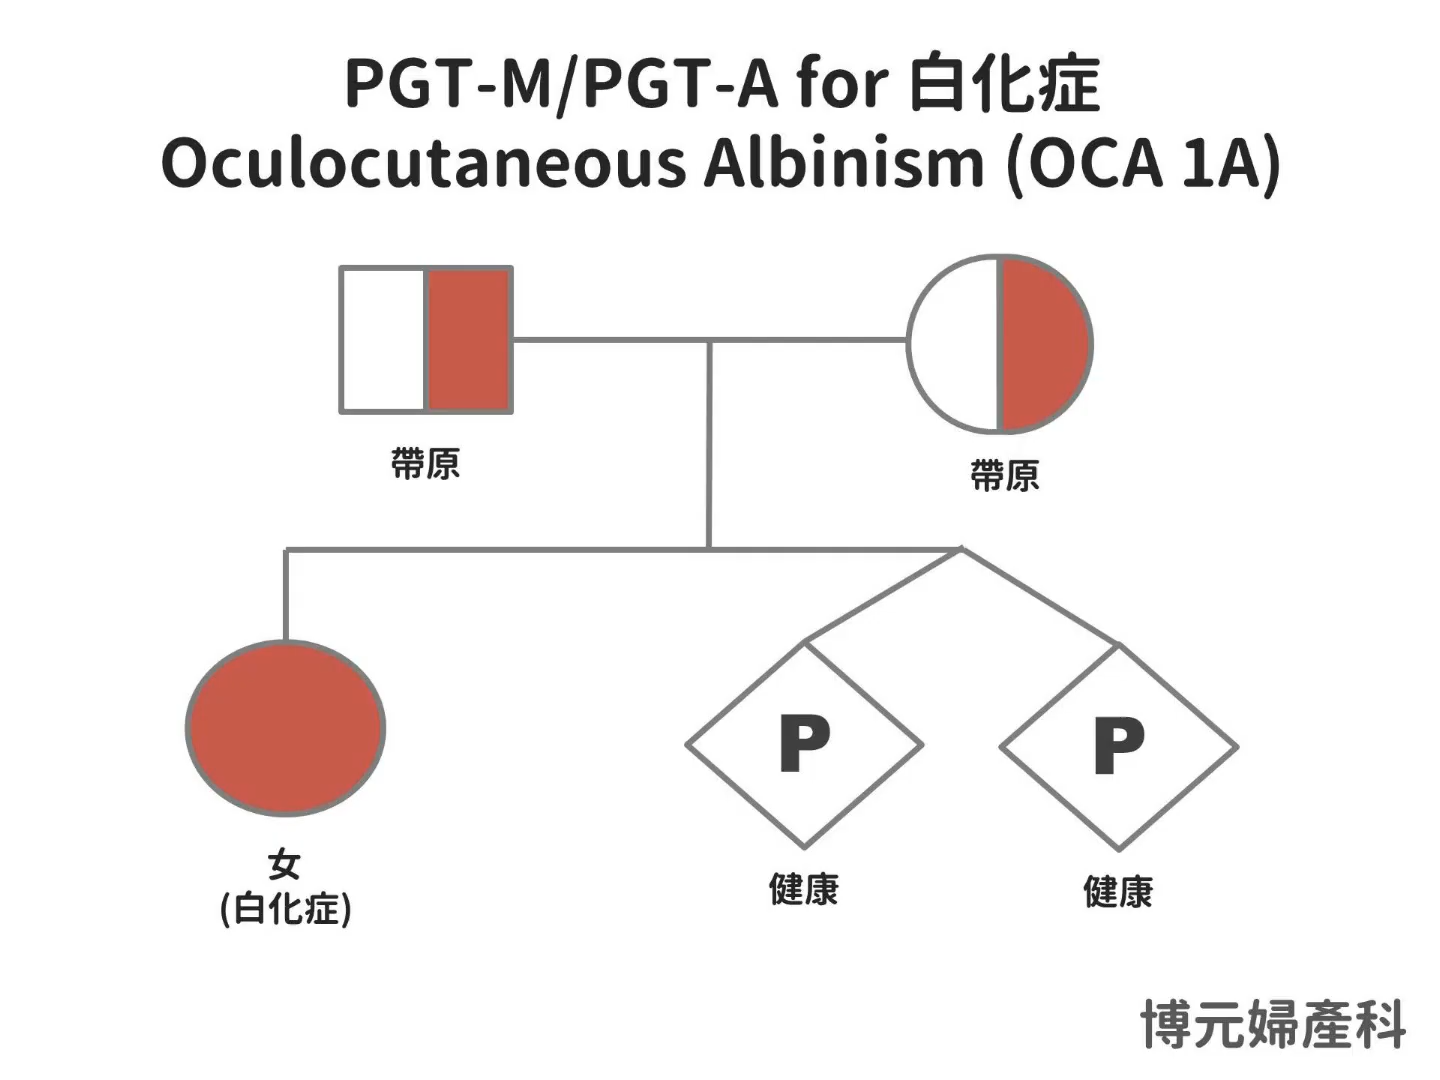 PGT-M/PGT-A for 白化症
Oculocutaneous Albinism (OCA 1A)
帶原
帶原
P
P
女
(白化症)
健康
健康
博元婦產科